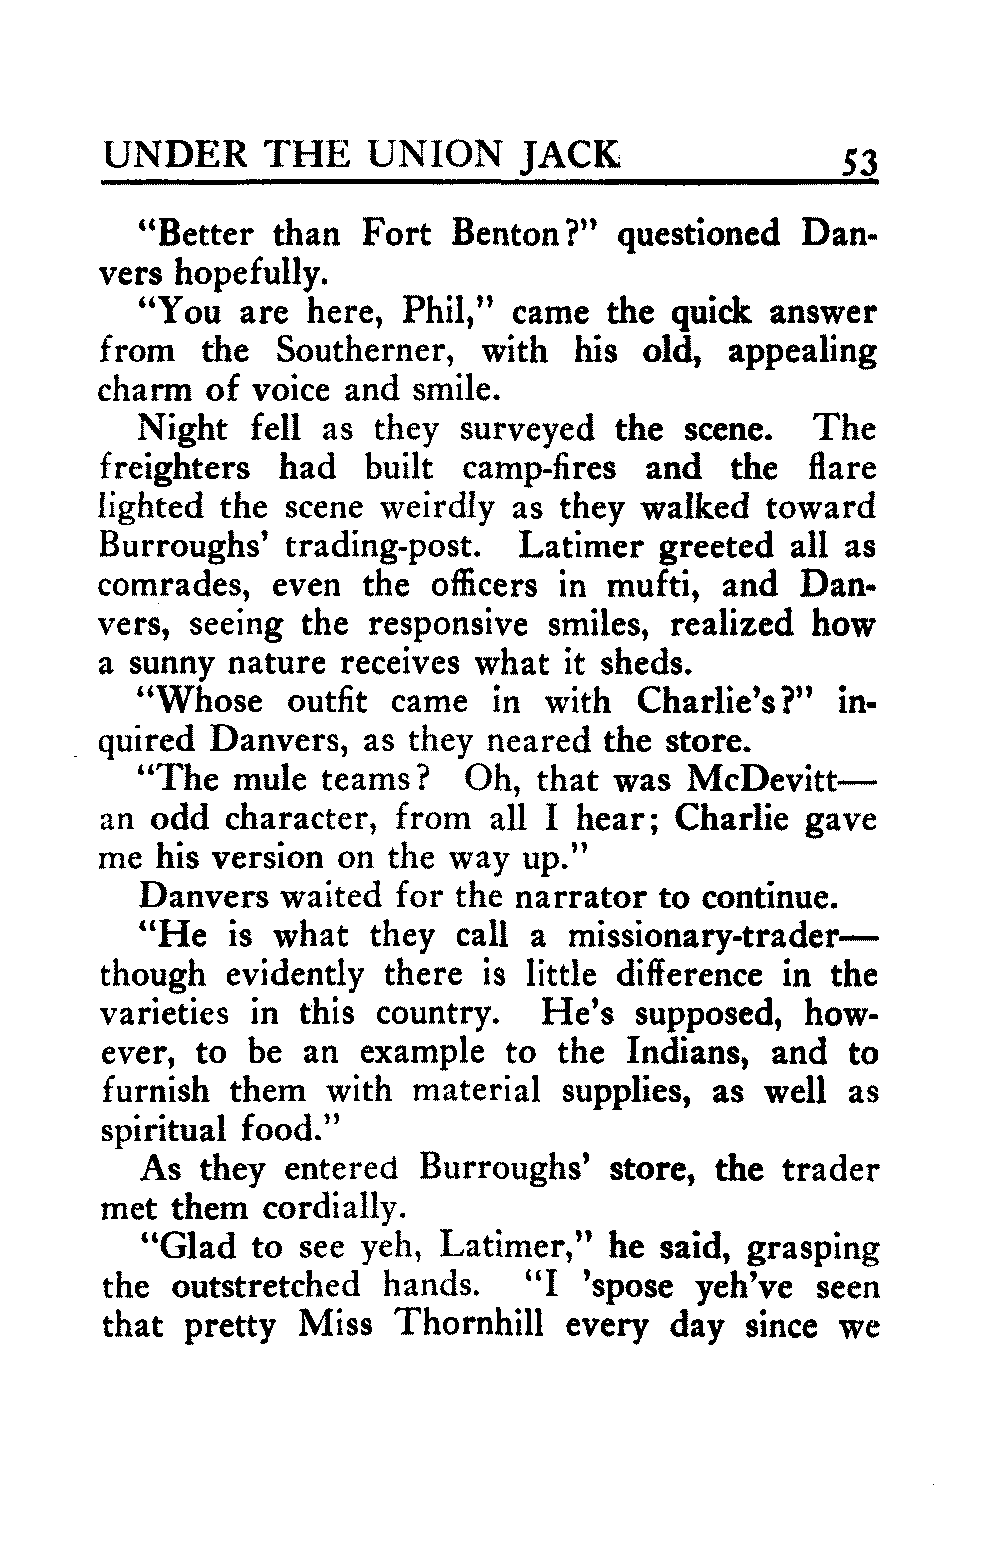 UNDER THE UNION JACK 53
“Better than Fort Benton?” questioned Dan-
vers hopefully.
“You are here, Phil,” came the quick answer
from the Southerner, with his old, appealing
charm of voice and smile.
Night fell as they surveyed the scene. The
freighters had built camp-fires and the flare
lighted the scene weirdly as they walked toward
Burroughs’ trading-post. Latimer greeted all as
comrades, even the officers in mufti, and Dan-
vers, seeing the responsive smiles, realized how
a sunny nature receives what it sheds.
“Whose outfit came in with Charlie’s?” in-
quired Danvers, as they neared the store.
“The mule teams? Oh, that was McDevitt—
an odd character, from all I hear; Charlie gave
me his version on the way up.”
Danvers waited for the narrator to continue.
“He is what they call a missionary-trader—
though evidently there is little difference in the
varieties in this country. He’s supposed, how-
ever, to be an example to the Indians, and to
furnish them with material supplies, as well as
spiritual food.”
As they entered Burroughs’ store, the trader
met them cordially.
“Glad to see yeh, Latimer,” he said, grasping
the outstretched hands. “I ’spose yeh’ve seen
that pretty Miss Thornhill every day since we